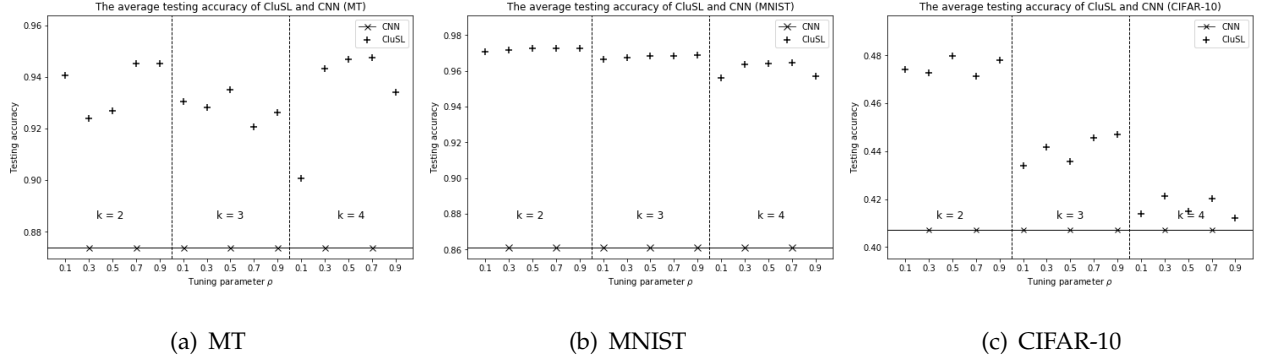 The average testing accuracy of CluSL and CNN (MT)
CNN
CluSL
0.96
0.94
0.92
0.90
0.88
Testing accuracy
k = 2
k = 3
k = 4
0.1 0.3 0.5 0.7 0.9 0.1 0.3 0.5 0.7 0.9 0.1 0.3 0.5 0.7 0.9
Tuning parameter ρ
(a) MT
The average testing accuracy of CluSL and CNN (MNIST)
CNN
CluSL
0.98
0.96
0.94
0.92
0.90
0.88
0.86
Testing accuracy
k = 2
k = 3
k = 4
0.1 0.3 0.5 0.7 0.9 0.1 0.3 0.5 0.7 0.9 0.1 0.3 0.5 0.7 0.9
Tuning parameter ρ
(b) MNIST
The average testing accuracy of CluSL and CNN (CIFAR-10)
CNN
CluSL
0.48
0.46
0.44
0.42
0.40
Testing accuracy
k = 2
k = 3
k = 4
0.1 0.3 0.5 0.7 0.9 0.1 0.3 0.5 0.7 0.9 0.1 0.3 0.5 0.7 0.9
Tuning parameter ρ
(c) CIFAR-10